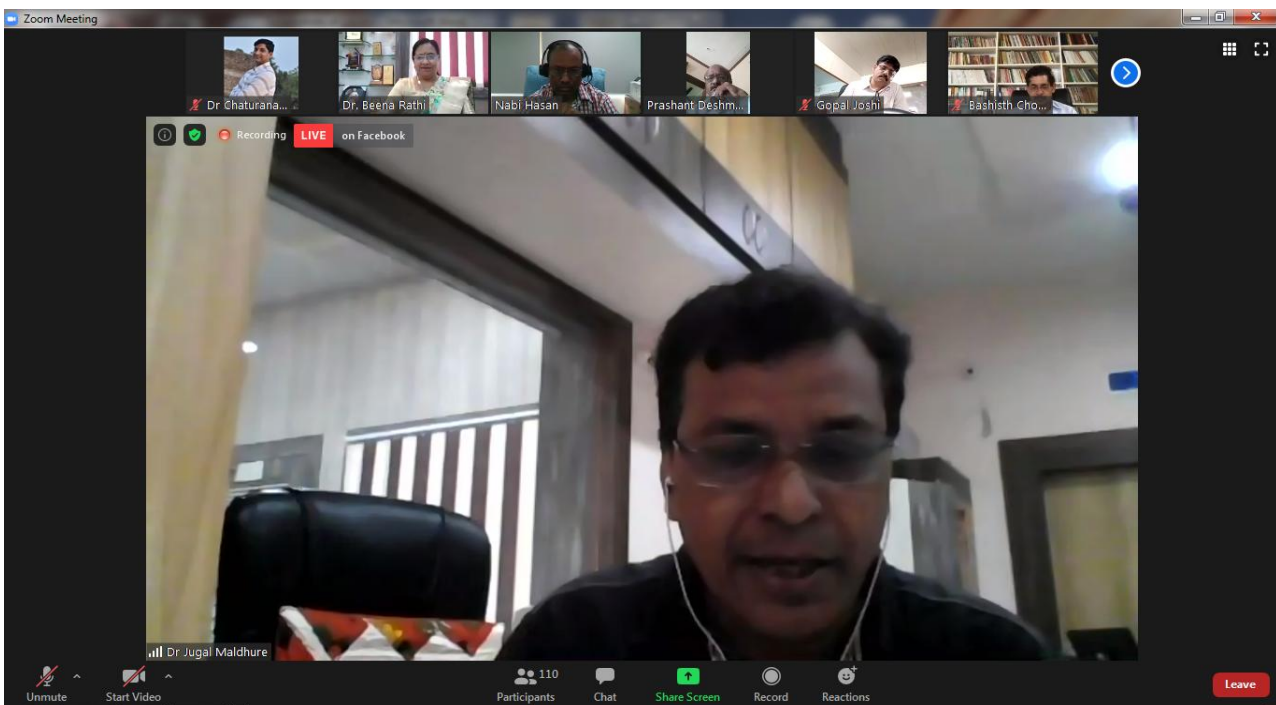 Zoom Meeting
Dr Chaturana...
Dr. Beena Rathi
Nabi Hasan
Prashant Deshm...
Gopal Joshi
Bashisth Cho...
Recording
LIVE
on Facebook
Dr Jugal Maldhure
Unmute
Start Video
110
Participants
Chat
Share Screen
Record
Reactions
Leave